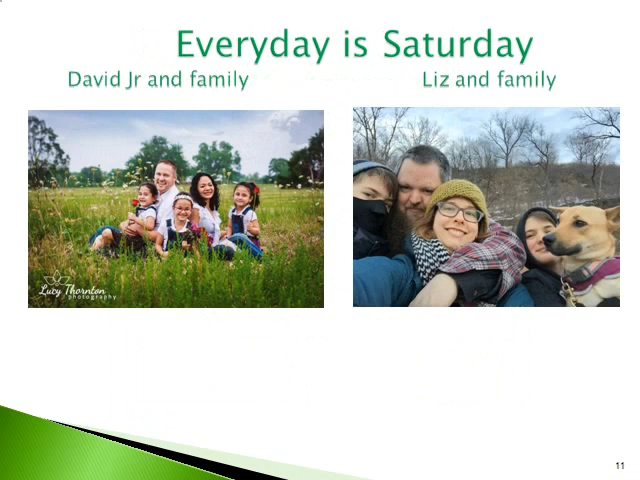 Everyday is Saturday
David Jr and family
Liz and family
Lucy Thornton
photography
11